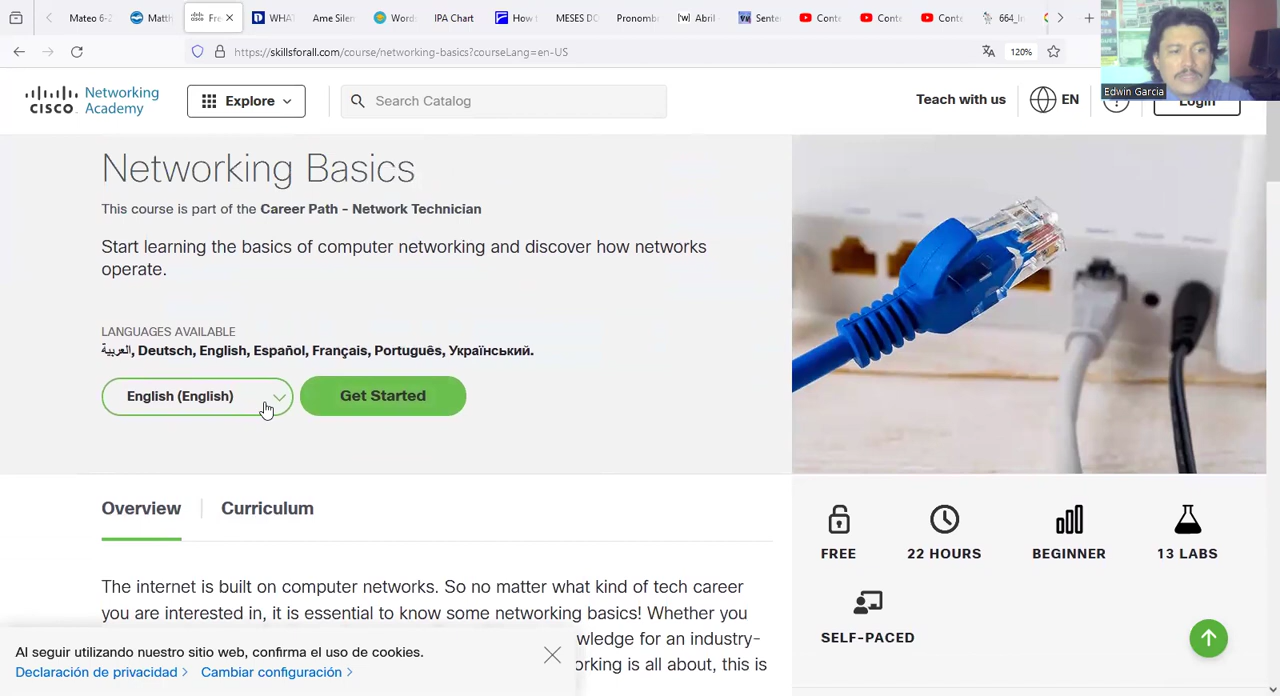 Mateo 6-2
Matth
Fre
WHA
Ame Silen
Words
IPA Chart
How t
MESES DO
Pronomb
Abril
Sente
Conte
Conte
Conte
664_In
https://skillsforall.com/course/networking-basics?courseLang=en-US
120%
Edwin Garcia
CISCO Networking Academy
Explore
Search Catalog
Teach with us
EN
Login
Networking Basics
This course is part of the Career Path - Network Technician
Start learning the basics of computer networking and discover how networks
operate.
LANGUAGES AVAILABLE
العربية, Deutsch, English, Español, Français, Português, Український.
English (English)
Get Started
Overview
Curriculum
FREE
22 HOURS
BEGINNER
13 LABS
SELF-PACED
The internet is built on computer networks. So no matter what kind of tech career
you are interested in, it is essential to know some networking basics! Whether you
wledge for an industry-
orking is all about, this is
Al seguir utilizando nuestro sitio web, confirma el uso de cookies.
Declaración de privacidad >
Cambiar configuración >